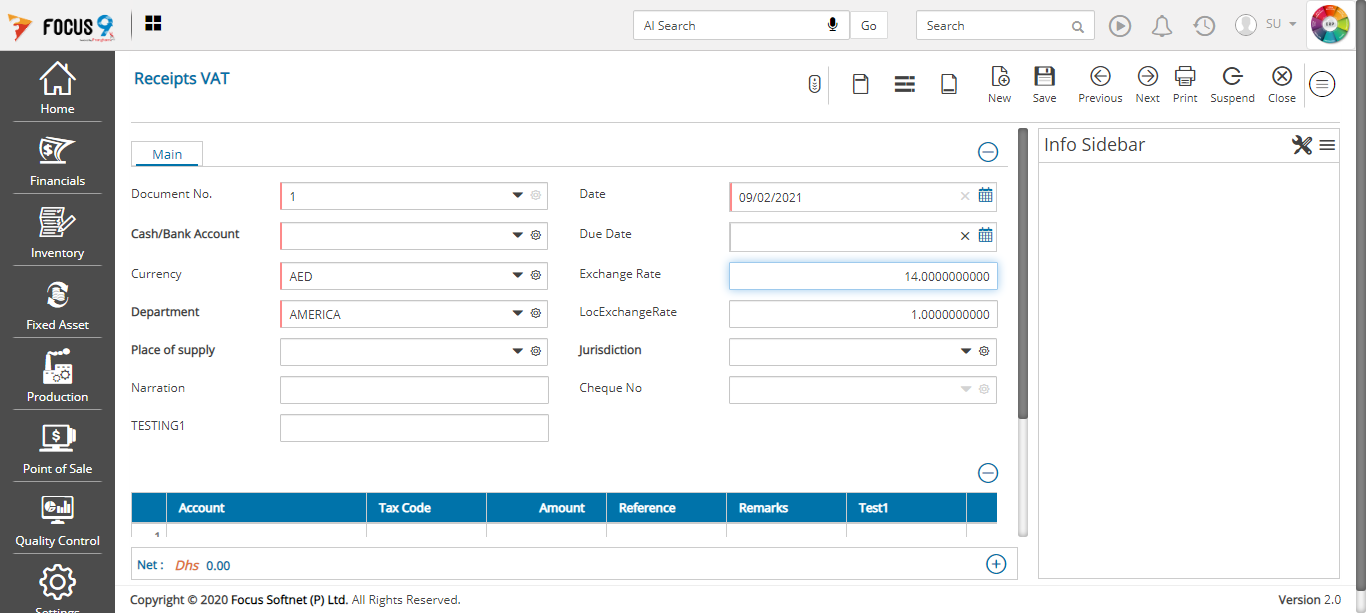 FOCUS 9
AI Search
Go
Search
SU
ERP
Home
Financials
Inventory
Fixed Asset
Production
Point of Sale
Quality Control
Settings
Receipts VAT
New
Save
Previous
Next
Print
Suspend
Close
Main
Document No.
1
Date
09/02/2021
Cash/Bank Account
Due Date
Currency
AED
Exchange Rate
14.0000000000
Department
AMERICA
LocExchangeRate
1.0000000000
Place of supply
Jurisdiction
Narration
Cheque No
TESTING1
Account Tax Code Amount Reference Remarks Test1
1
Net : Dhs 0.00
Info Sidebar
Copyright © 2020 Focus Softnet (P) Ltd. All Rights Reserved.
Version 2.0